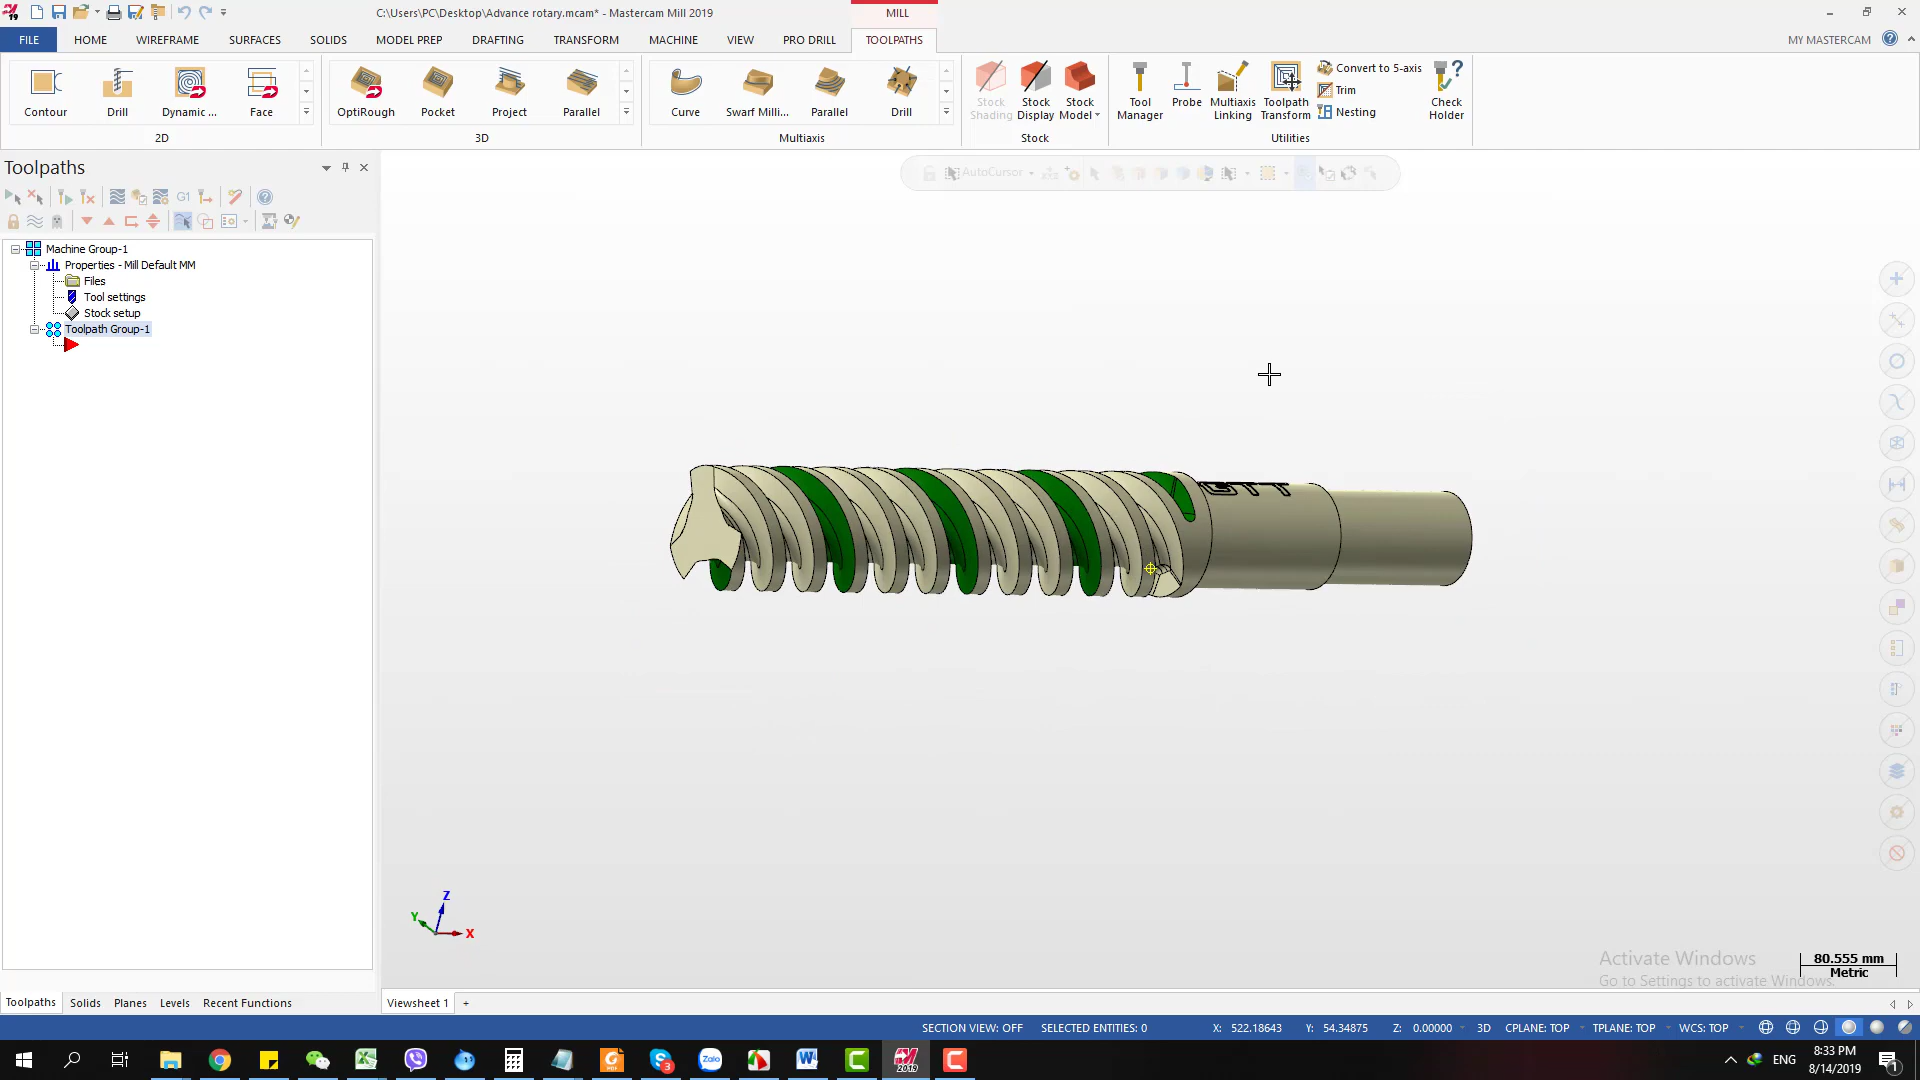 C:\Users\PC\Desktop\Advance rotary.mcam* - Mastercam Mill 2019
MILL
FILE HOME WIREFRAME SURFACES SOLIDS MODEL PREP DRAFTING TRANSFORM MACHINE VIEW PRO DRILL TOOLPATHS MY MASTERCAM
Contour Drill Dynamic ... Face
OptiRough Pocket Project Parallel
Curve Swarf Milli... Parallel Drill
Stock Shading
Stock Display
Stock Model
Tool Manager
Probe
Multiaxis Linking
Toolpath Transform
Convert to 5-axis
Trim
Nesting
Check Holder
2D 3D Multiaxis Stock Utilities
Toolpaths
AutoCursor
G1
Machine Group-1
Properties - Mill Default MM
Files
Tool settings
Stock setup
Toolpath Group-1
GTT
Z
Y
X
Activate Windows
Go to Settings to activate Windows.
80.555 mm
Metric
Toolpaths Solids Planes Levels Recent Functions
Viewsheet 1 +
SECTION VIEW: OFF SELECTED ENTITIES: 0 X: 522.18643 Y: 54.34875 Z: 0.00000 3D CPLANE: TOP TPLANE: TOP WCS: TOP
ENG
8:33 PM
8/14/2019